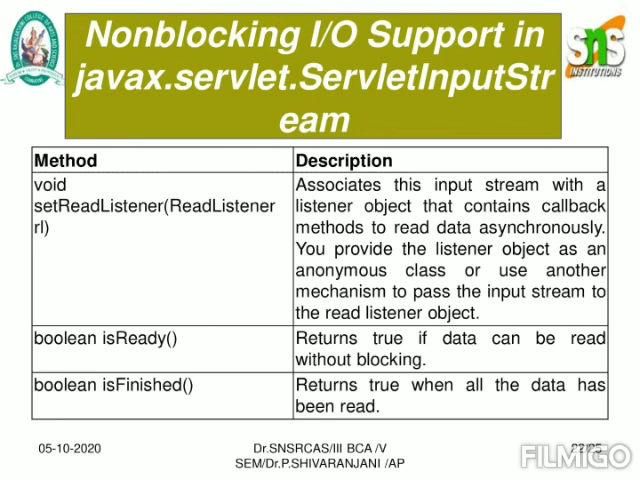 Nonblocking I/O Support in
javax.servlet.ServletInputStr
eam
SNS
INSTITUTIONS
Method Description
void
setReadListener(ReadListener
rl)
Associates this input stream with a
listener object that contains callback
methods to read data asynchronously.
You provide the listener object as an
anonymous class or use another
mechanism to pass the input stream to
the read listener object.
boolean isReady()
Returns true if data can be read
without blocking.
boolean isFinished()
Returns true when all the data has
been read.
05-10-2020
Dr.SNSRCAS/III BCA /V
SEM/Dr.P.SHIVARANJANI /AP
22/25
FILMIGO